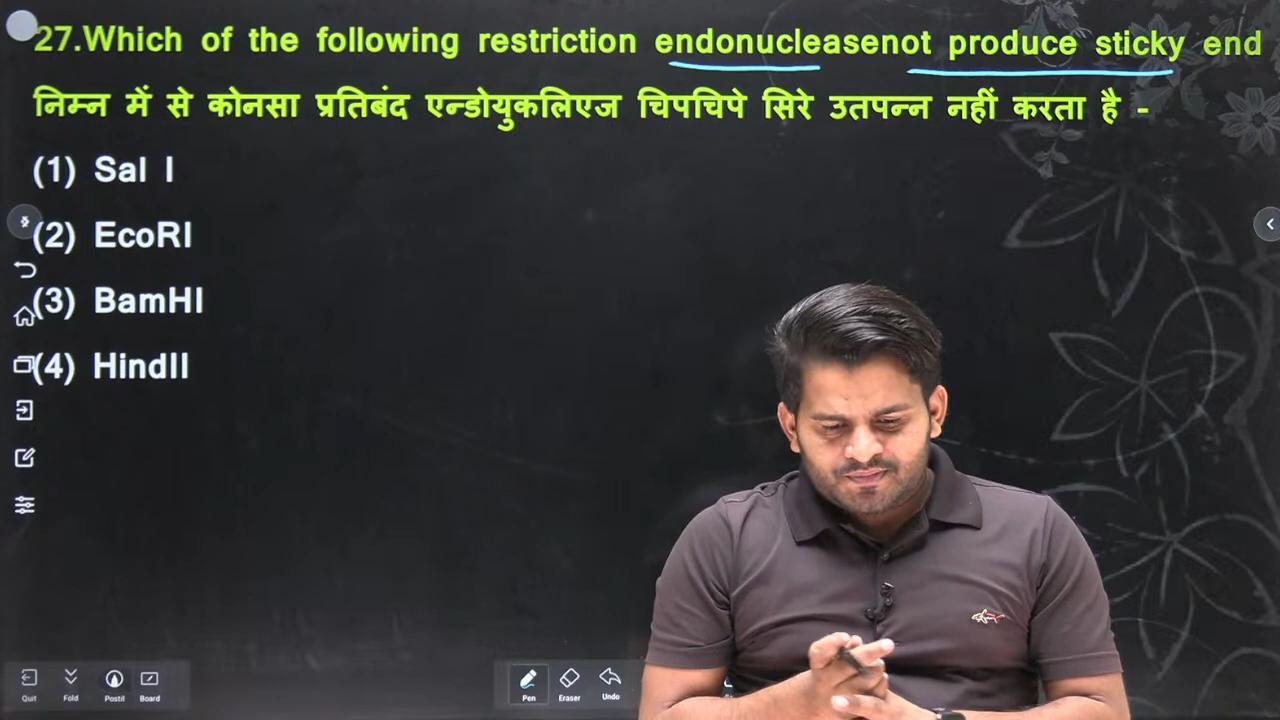 27.Which of the following restriction endonucleasenot produce sticky end
निम्न में से कोनसा प्रतिबंद एन्डोयुकलिएज चिपचिपे सिरे उतपन्न नहीं करता है -
(1) Sal I
(2) EcoRI
(3) BamHI
(4) HindII
Quit Fold Postil Board Pen Eraser Undo